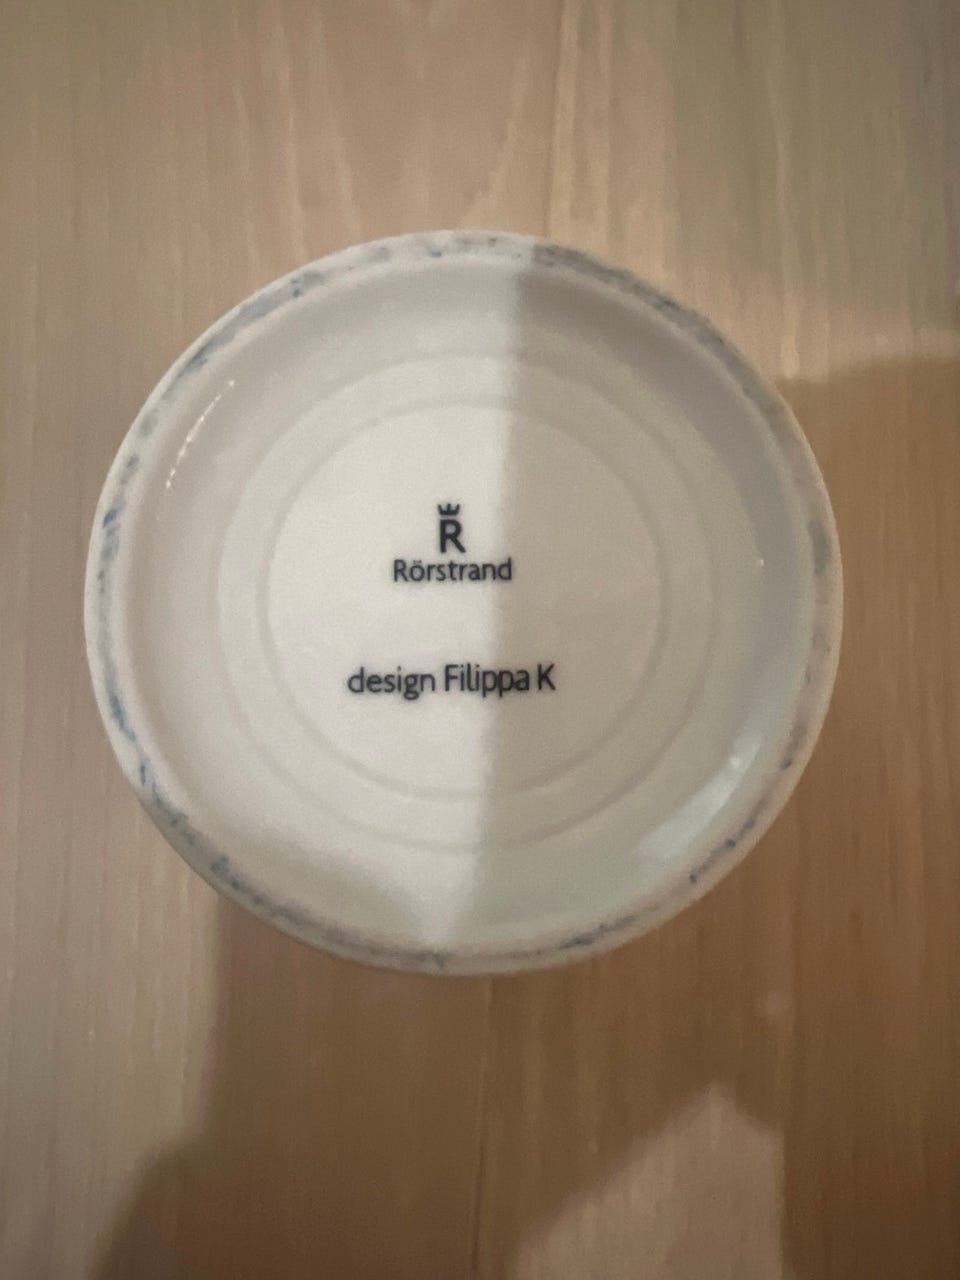 R
Rörstrand
design Filippa K